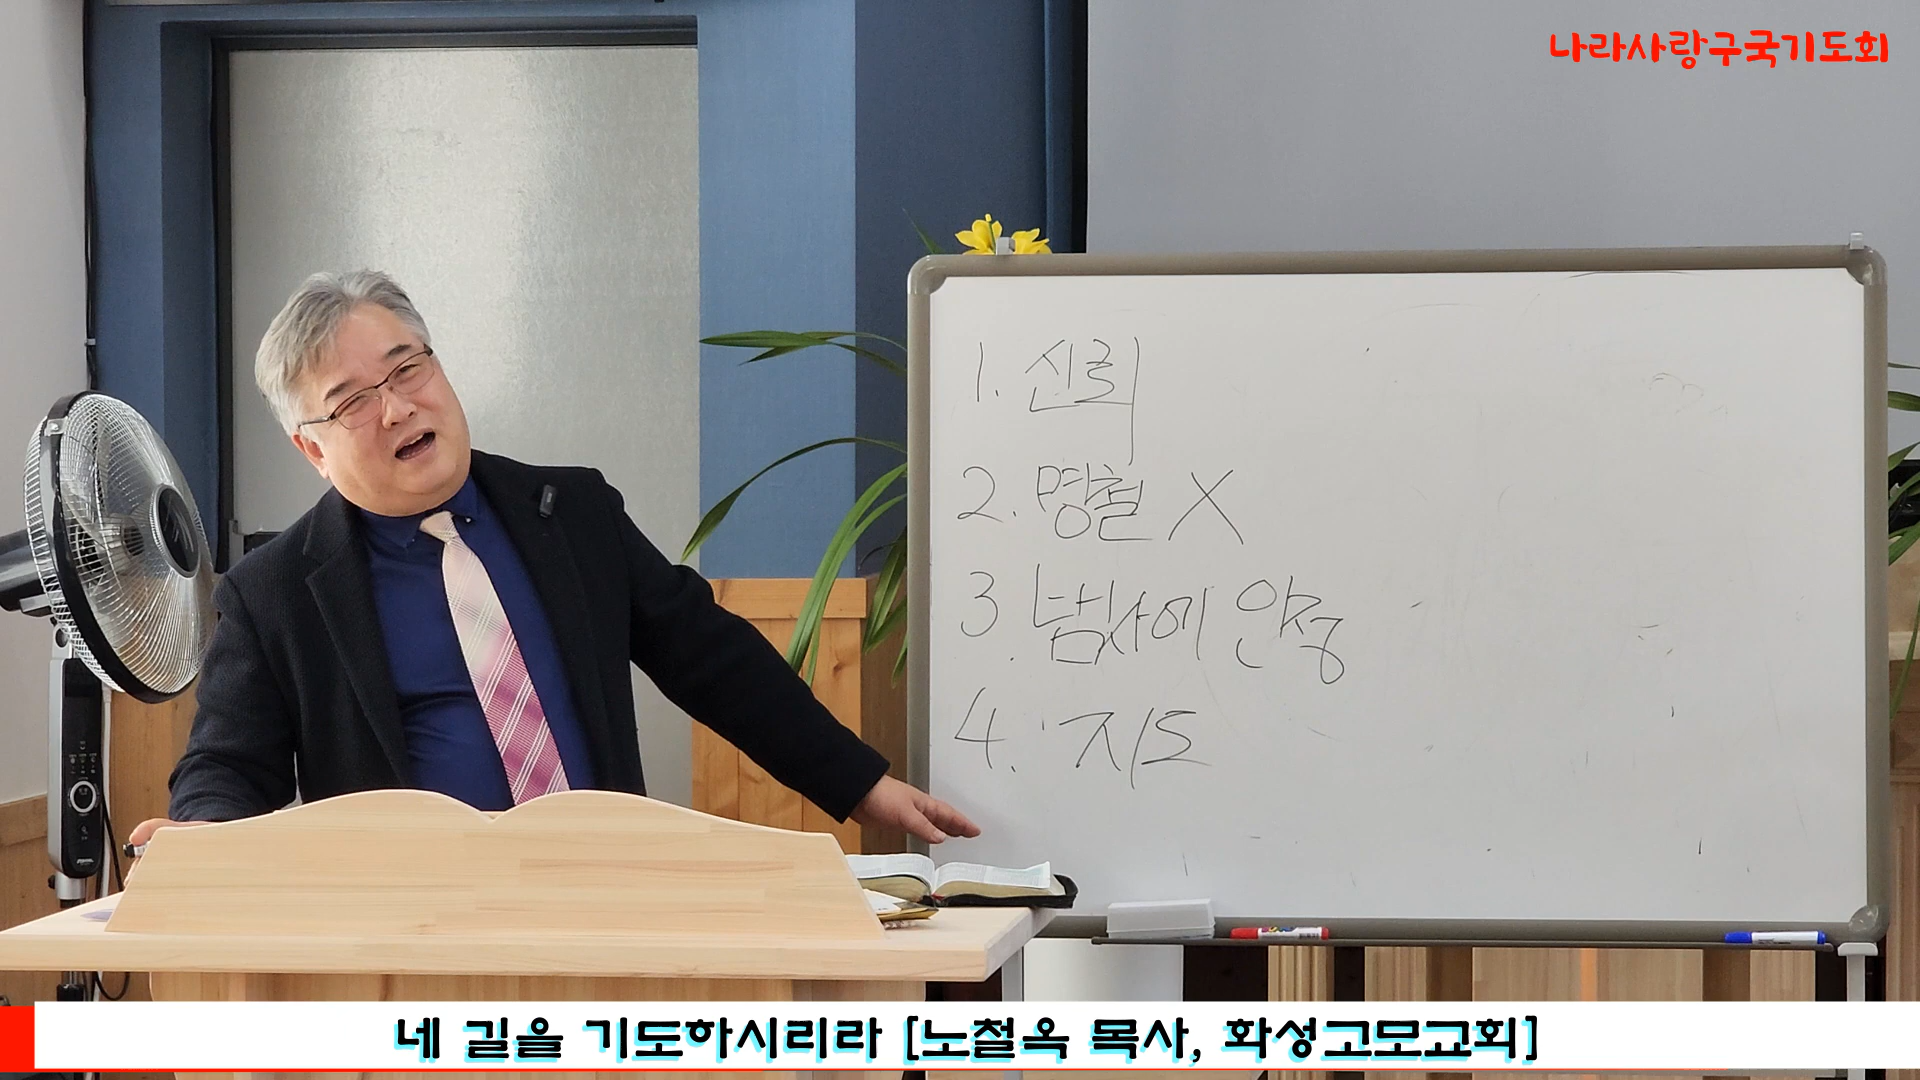 나라사랑구국기도회
1. 신뢰
2. 명철 X
3. 범사에 인정
4. 지도
네 길을 기도하시리라 [노철옥 목사, 화성고모교회]